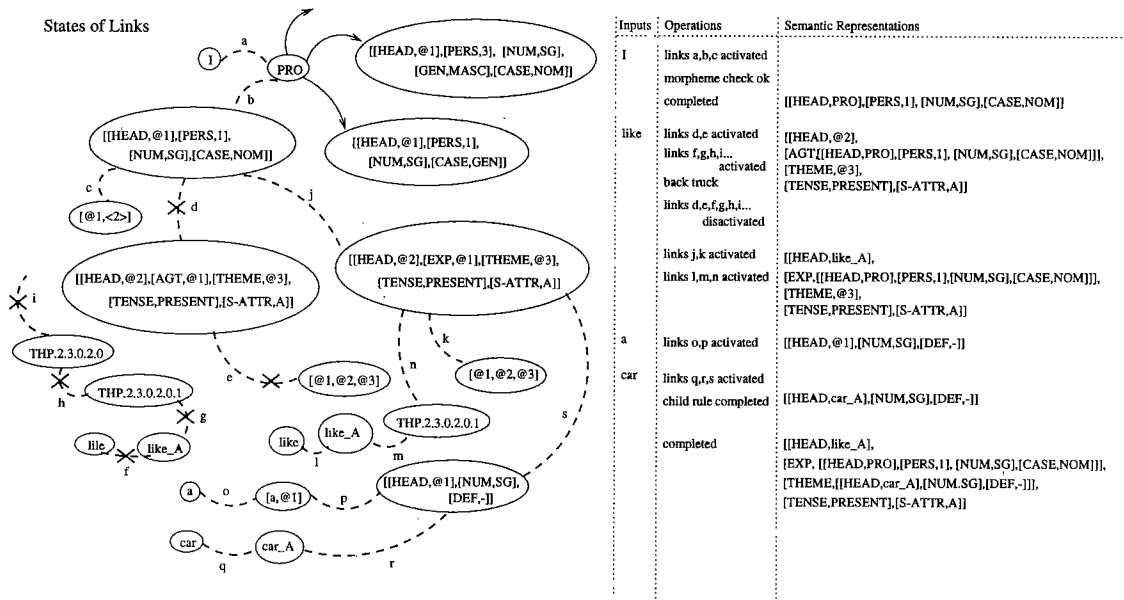 States of Links
a
I
PRO
[[HEAD,@1],[PERS,3], [NUM,SG],
[GEN,MASC],[CASE,NOM]]
b
[[HEAD,@1],[PERS,1],
[NUM,SG],[CASE,NOM]]
[[HEAD,@1],[PERS,1],
[NUM,SG],[CASE,GEN]]
c
[@1,<2>]
d
j
[[HEAD,@2],[AGT,@1],[THEME,@3],
[TENSE,PRESENT],[S-ATTR,A]]
[[HEAD,@2],[EXP,@1],[THEME,@3],
[TENSE,PRESENT],[S-ATTR,A]]
i
THP.2.3.0.2.0
h
THP.2.3.0.2.0.1
g
lile
like_A
f
e
[@1,@2,@3]
k
[@1,@2,@3]
n
s
like
like_A
l
m
THP.2.3.0.2.0.1
a
o
[a,@1]
p
[[HEAD,@1],[NUM,SG],
[DEF,-]]
car
q
car_A
r
Inputs Operations Semantic Representations
I links a,b,c activated
morpheme check ok
completed [[HEAD,PRO],[PERS,1], [NUM,SG],[CASE,NOM]]
like links d,e activated [[HEAD,@2],
links f,g,h,i... [AGT,[[HEAD,PRO],[PERS,1], [NUM,SG],[CASE,NOM]]],
activated [THEME,@3],
back truck [TENSE,PRESENT],[S-ATTR,A]]
links d,e,f,g,h,i...
disactivated
links j,k activated [[HEAD,like_A],
links l,m,n activated [EXP,[[HEAD,PRO],[PERS,1],[NUM,SG],[CASE,NOM]]],
[THEME,@3],
[TENSE,PRESENT],[S-ATTR,A]]
a links o,p activated [[HEAD,@1],[NUM,SG],[DEF,-]]
car links q,r,s activated
child rule completed [[HEAD,car_A],[NUM,SG],[DEF,-]]
completed [[HEAD,like_A],
[EXP, [[HEAD,PRO],[PERS,1], [NUM,SG],[CASE,NOM]]],
[THEME,[[HEAD,car_A],[NUM.SG],[DEF,-]]],
[TENSE,PRESENT],[S-ATTR,A]]